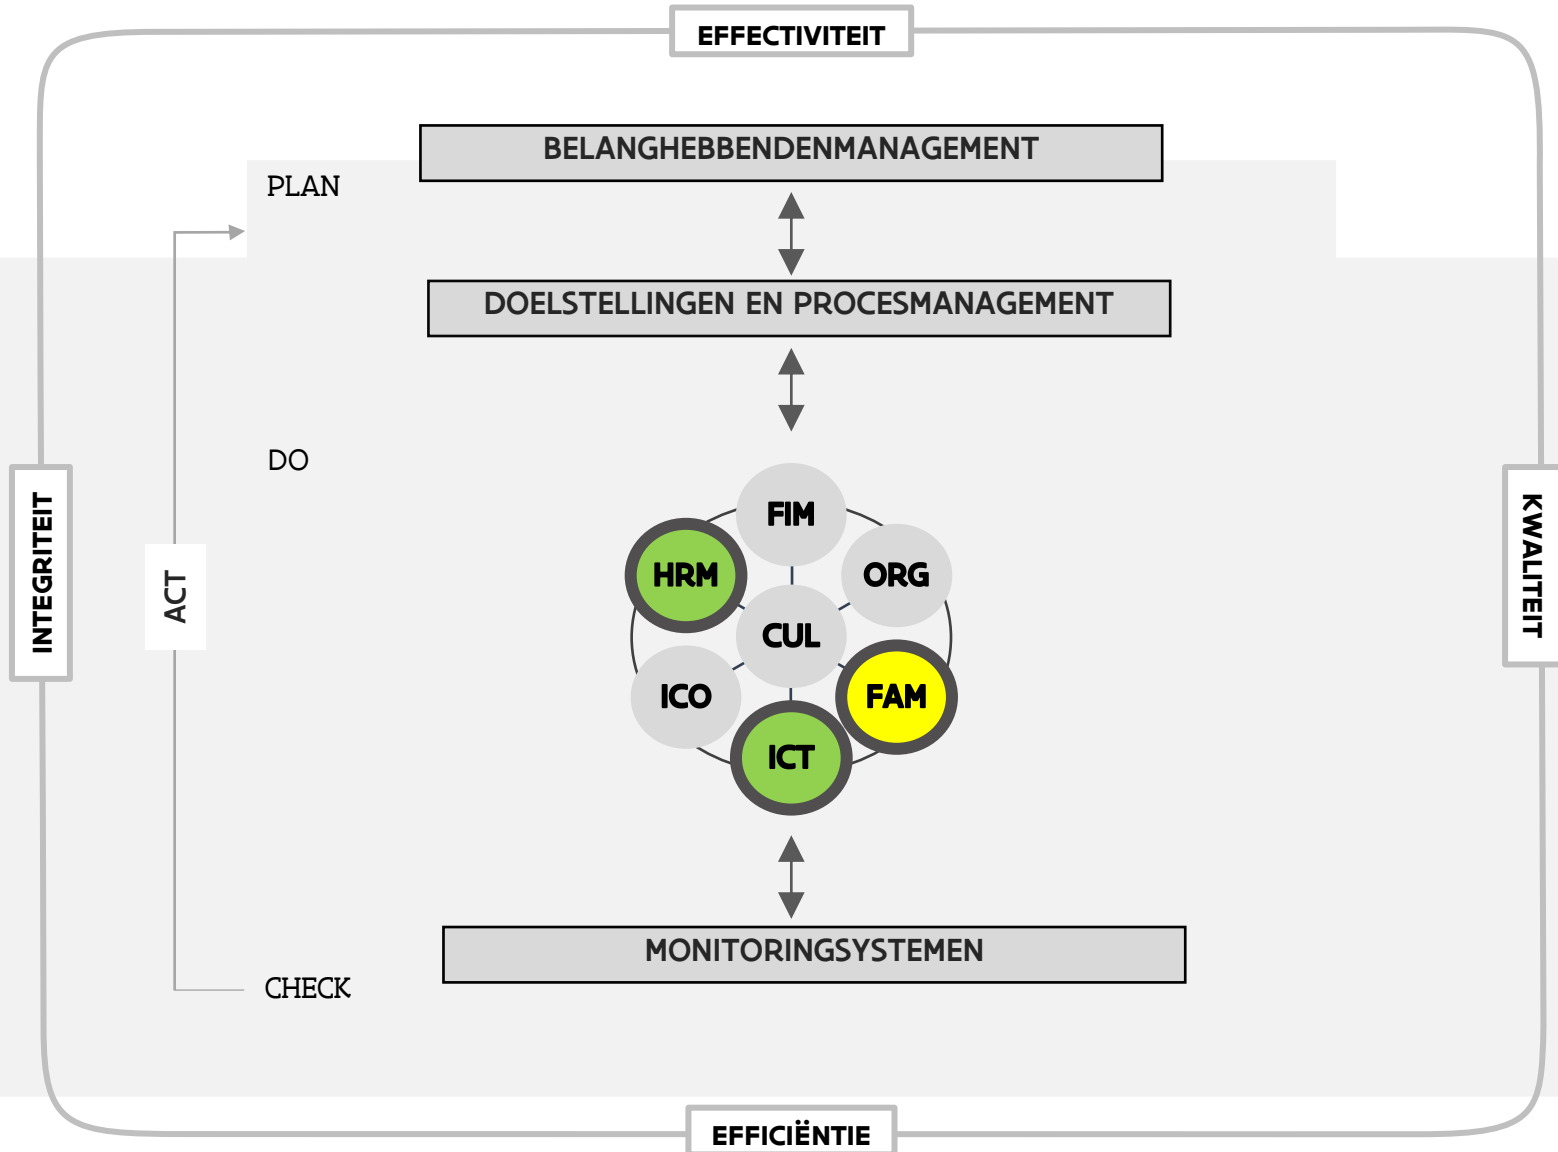 EFFECTIVITEIT
BELANGHEBBENDENMANAGEMENT
PLAN
DOELSTELLINGEN EN PROCESMANAGEMENT
DO
INTEGRITEIT
ACT
KWALITEIT
FIM
HRM
ORG
CUL
ICO
FAM
ICT
MONITORINGSYSTEMEN
CHECK
EFFICIËNTIE